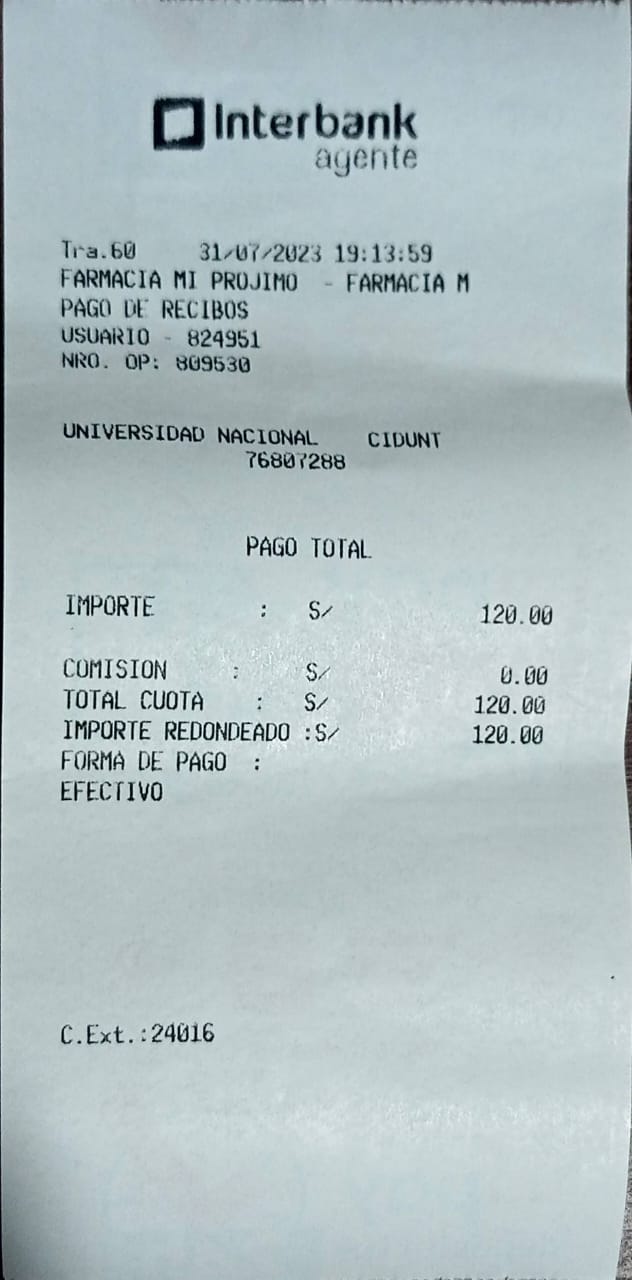 Interbank
agente
Tra.60 31/07/2023 19:13:59
FARMACIA MI PROJIMO - FARMACIA M
PAGO DE RECIBOS
USUARIO - 824951
NRO. OP: 809530
UNIVERSIDAD NACIONAL CIDUNT
76807288
PAGO TOTAL
IMPORTE : S/ 120.00
COMISION : S/ 0.00
TOTAL CUOTA : S/ 120.00
IMPORTE REDONDEADO :S/ 120.00
FORMA DE PAGO :
EFECTIVO
C.Ext.:24016